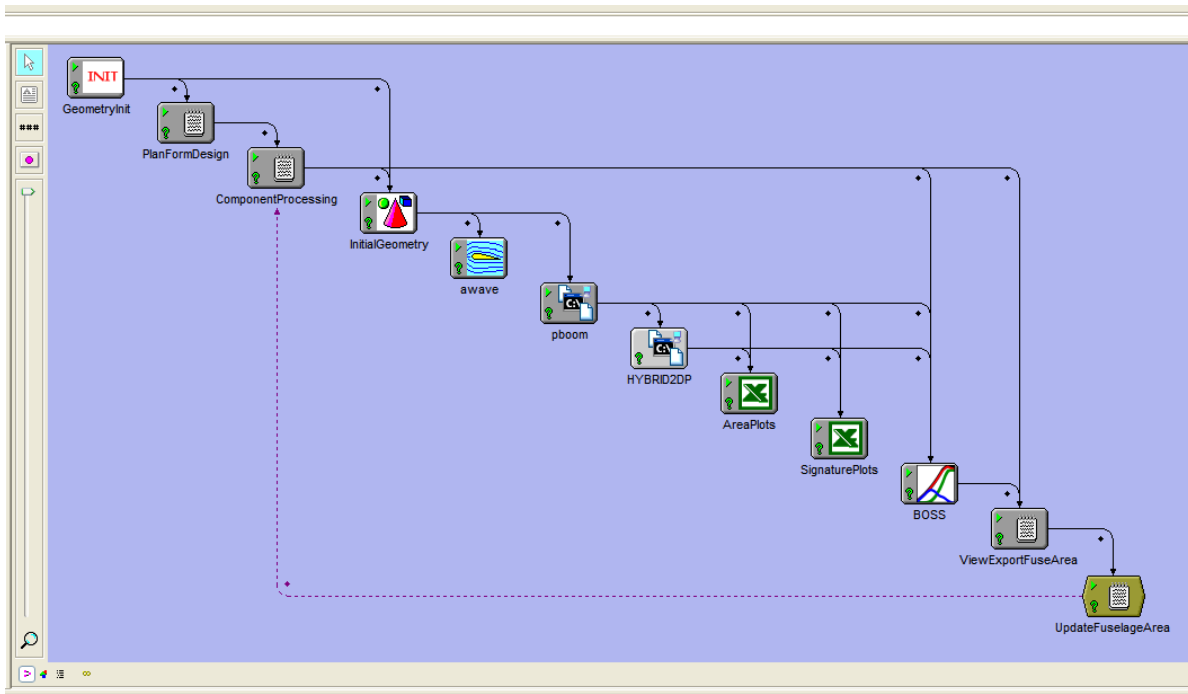 INIT
GeometryInit
PlanFormDesign
###
ComponentProcessing
InitialGeometry
awave
C:\
pboom
C:\
HYBRID2DP
AreaPlots
SignaturePlots
BOSS
ViewExportFuseArea
UpdateFuselageArea